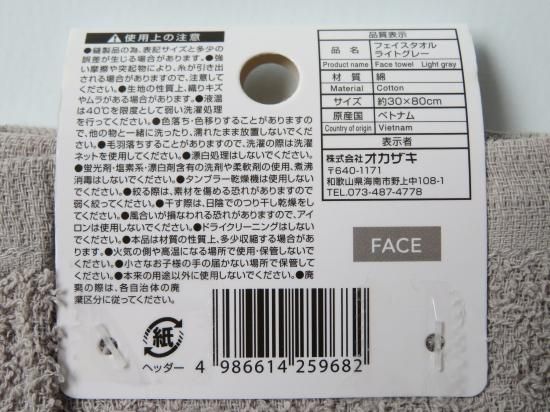 ⚠使用上の注意
●縫製品の為、表記サイズと多少の
誤差が生じる場合があります。●強
い摩擦や突起物により、糸が引き出
される場合がありますので、注意して
ください。●生地の性質上、織りキズ
やムラがある場合があります。●液温
は40℃を限度として弱い洗濯処理
を行ってください。●色落ち・色移りすることがありますの
で、他の物と一緒に洗ったり、濡れたまま放置しないでくださ
い。●毛羽落ちすることがあります、洗濯の際は洗濯
ネットを使用してください。●漂白処理はしないでください。
●蛍光剤・塩素系・漂白剤含有の洗剤や柔軟剤の使用、煮沸
消毒はしないでください。●タンブラー乾燥機は使用しない
でください。●絞る際は、素材を傷める恐れがありますので
弱く絞ってください。●干す際は、日陰でのつり干し乾燥をし
てください。●風合いが損なわれる恐れがありますので、アイ
ロンは使用しないでください。●ドライクリーニングはしない
でください。●本品は材質の性質上、多少収縮する場合があ
ります。●火気の側や高温になる場所で使用・保管しないで
ください。●小さなお子様の手の届かない場所で保管して
ください。●本来の用途以外に使用しないでください。●廃
棄の際は、各自治体の廃
棄区分に従ってください。
品質表示
品名 フェイスタオル
ライトグレー
Product name Face towel Light gray
材質 綿
Material Cotton
サイズ 約30×80cm
原産国 ベトナム
Country of origin Vietnam
表示者
株式会社オカザキ
〒640-1171
和歌山県海南市野上中108-1
TEL.073-487-4778
FACE
紙
ヘッダー
4 986614 259682